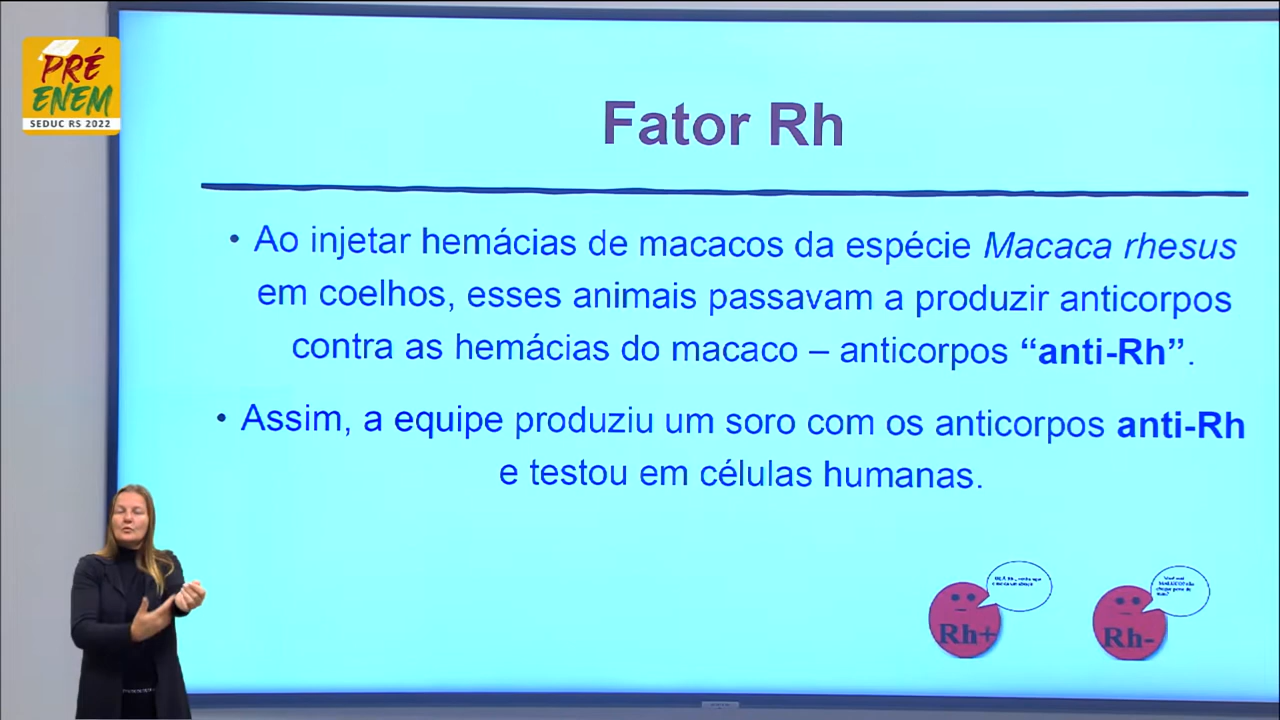 PRÉ
ENEM
SEDUC RS 2022
Fator Rh
• Ao injetar hemácias de macacos da espécie Macaca rhesus
em coelhos, esses animais passavam a produzir anticorpos
contra as hemácias do macaco – anticorpos “anti-Rh”.
• Assim, a equipe produziu um soro com os anticorpos anti-Rh
e testou em células humanas.
Rh+
Rh-